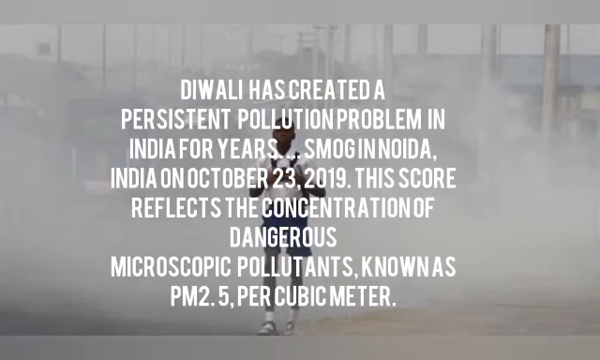 DIWALI HAS CREATED A
PERSISTENT POLLUTION PROBLEM IN
INDIA FOR YEARS. ... SMOG IN NOIDA,
INDIA ON OCTOBER 23, 2019. THIS SCORE
REFLECTS THE CONCENTRATION OF
DANGEROUS
MICROSCOPIC POLLUTANTS, KNOWN AS
PM2. 5, PER CUBIC METER.